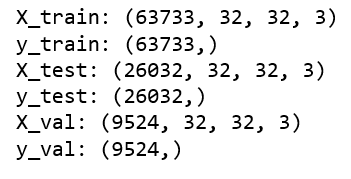 X_train: (63733, 32, 32, 3)
y_train: (63733,)
X_test: (26032, 32, 32, 3)
y_test: (26032,)
X_val: (9524, 32, 32, 3)
y_val: (9524,)